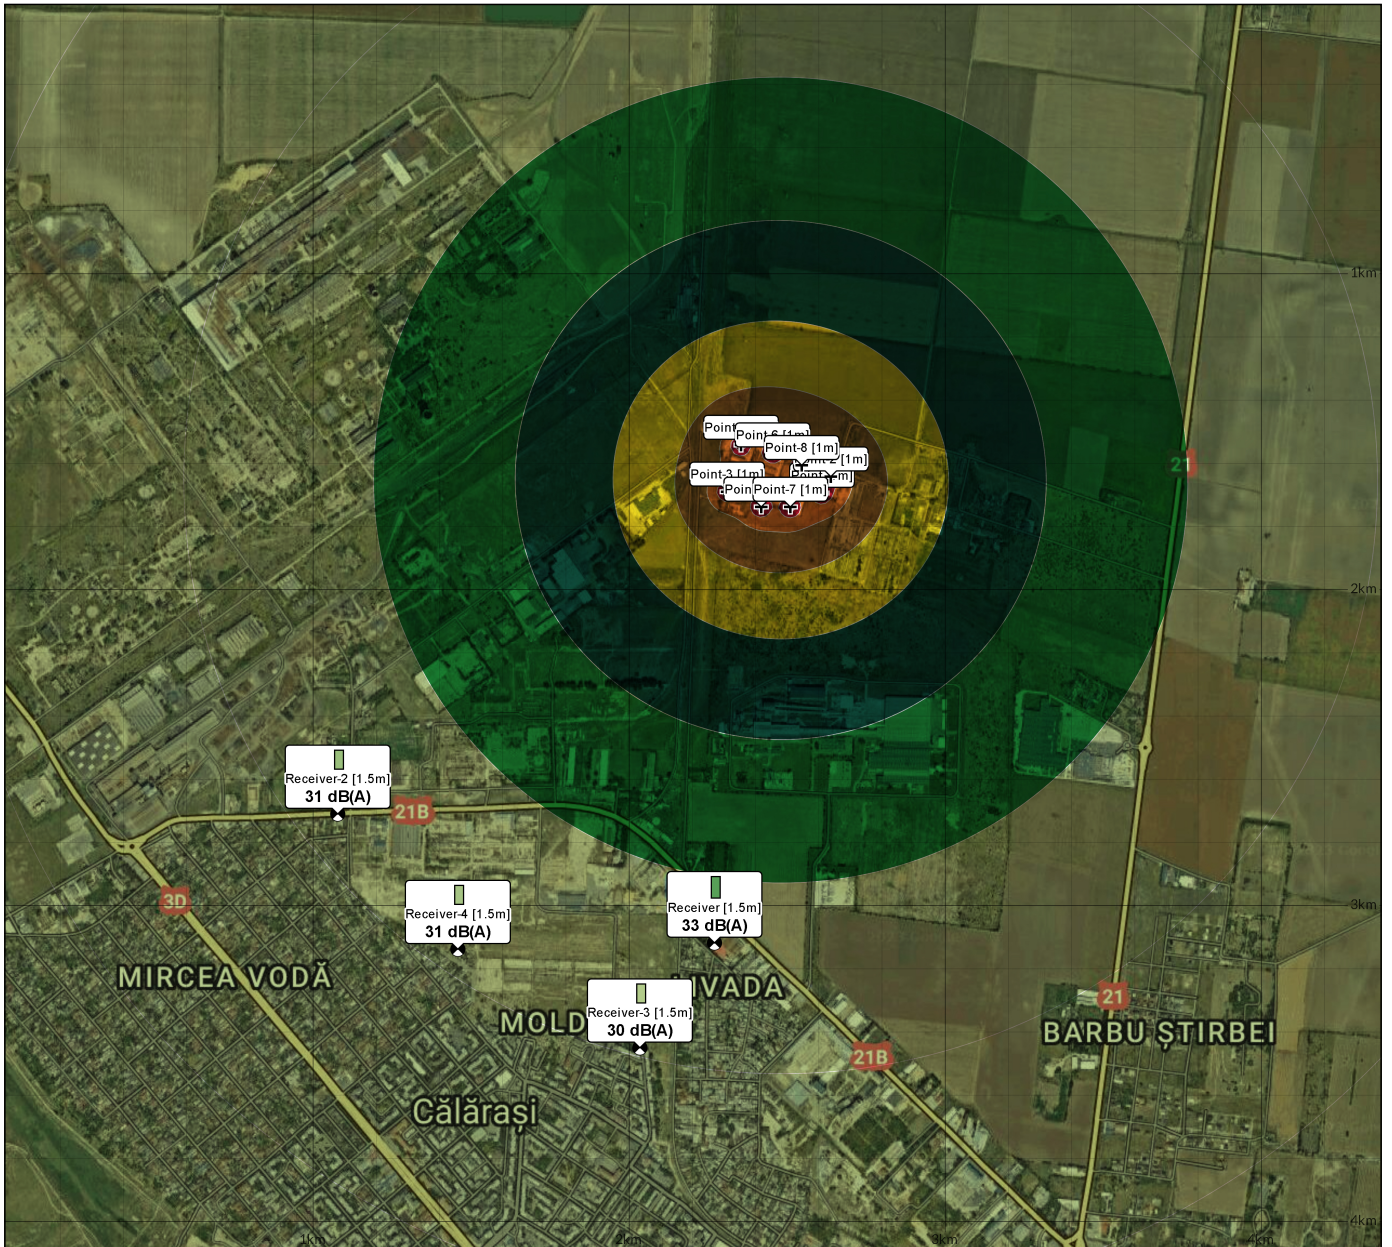 1km
Point
Point-6 [1m]
Point-8 [1m]
21
Point-3 [1m]
Poin
Point-7 [1m]
2km
Receiver-2 [1.5m]
31 dB(A)
21B
3D
Receiver-4 [1.5m]
31 dB(A)
Receiver [1.5m]
33 dB(A)
3km
MIRCEA VODĂ
Receiver-3 [1.5m]
30 dB(A)
MOLD
21
BARBU ȘTIRBEI
21B
Călărași
1km
2km
3km
4km
4km